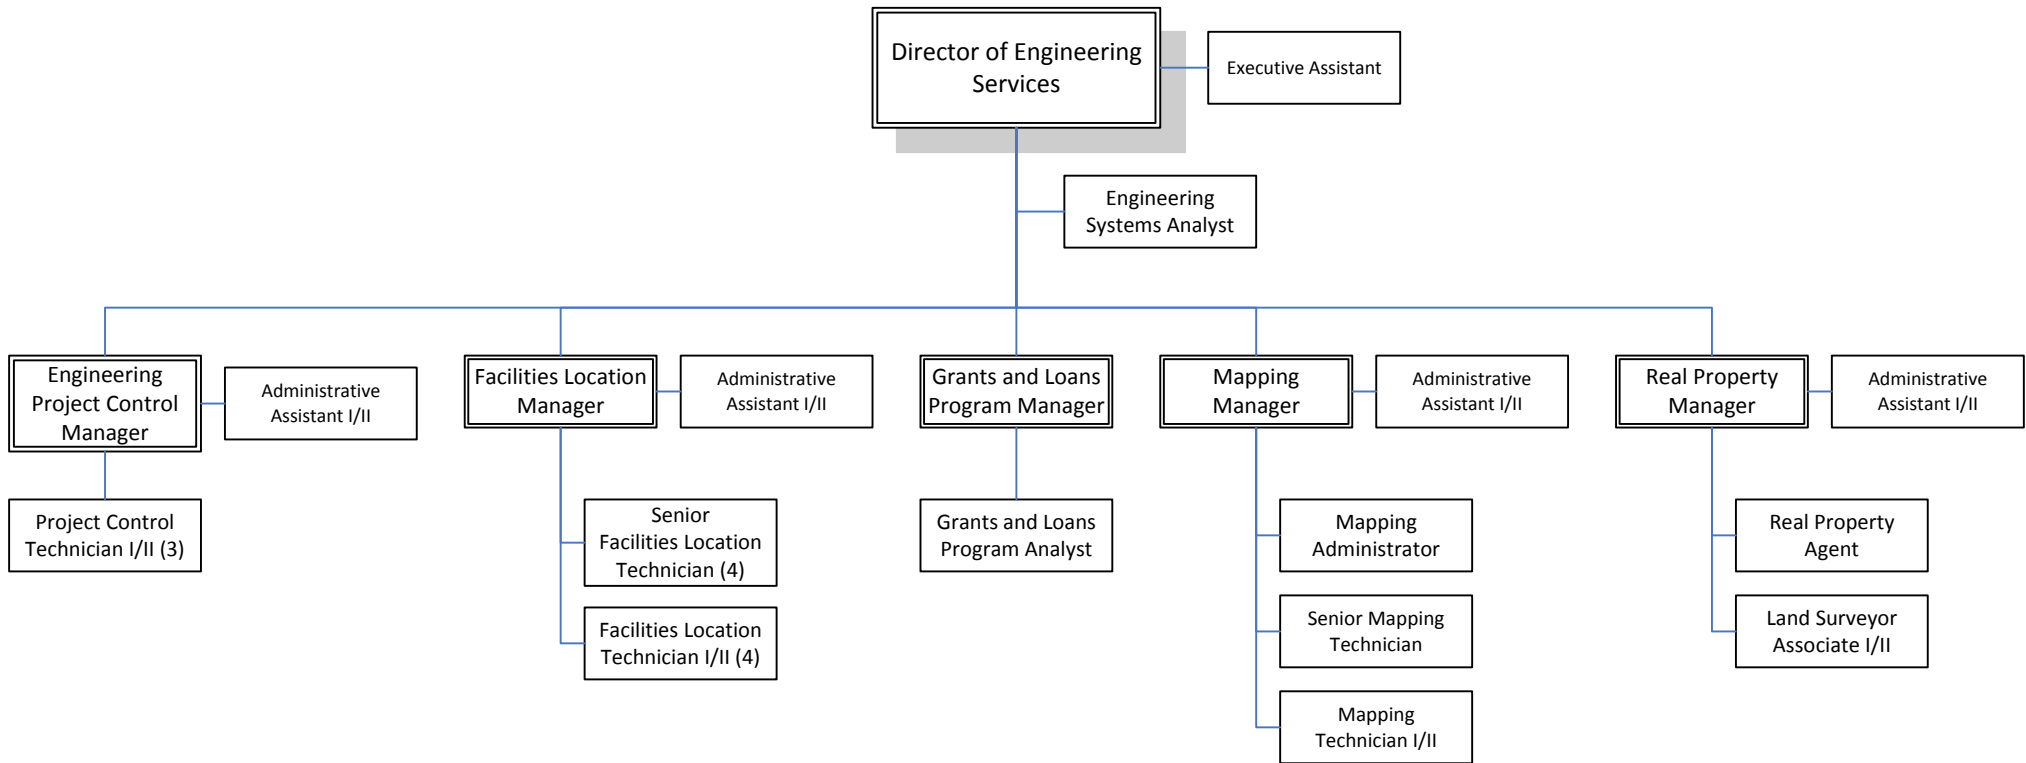 Director of Engineering
Services
Executive Assistant
Engineering
Systems Analyst
Engineering
Project Control
Manager
Administrative
Assistant I/II
Facilities Location
Manager
Administrative
Assistant I/II
Grants and Loans
Program Manager
Mapping
Manager
Administrative
Assistant I/II
Real Property
Manager
Administrative
Assistant I/II
Project Control
Technician I/II (3)
Senior
Facilities Location
Technician (4)
Facilities Location
Technician I/II (4)
Grants and Loans
Program Analyst
Mapping
Administrator
Senior Mapping
Technician
Mapping
Technician I/II
Real Property
Agent
Land Surveyor
Associate I/II